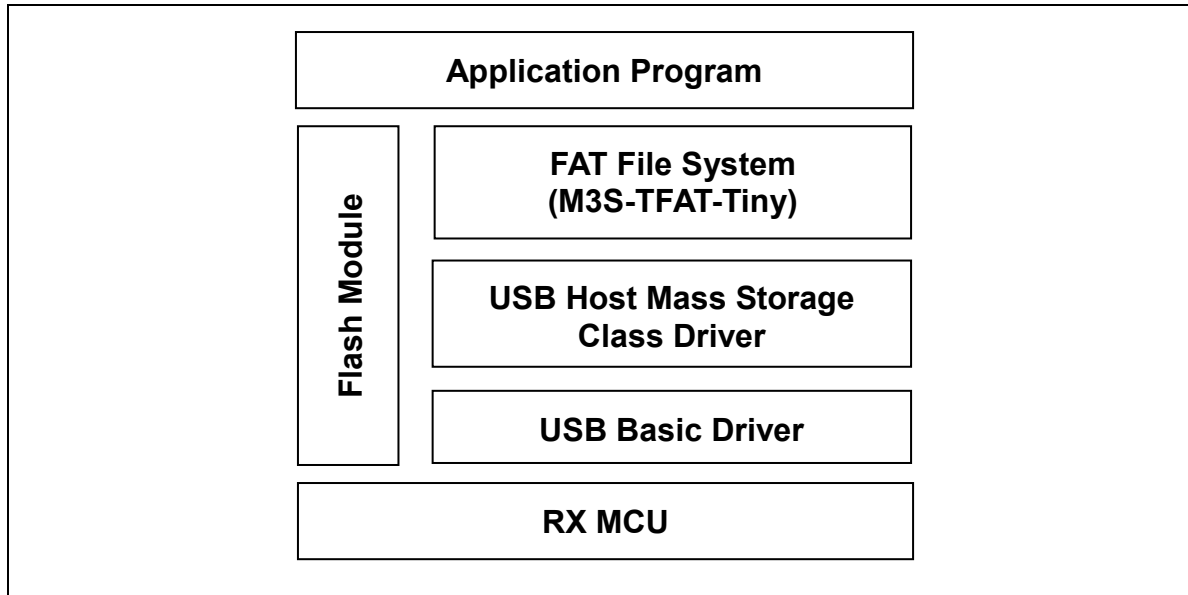 Application Program
Flash Module
FAT File System
(M3S-TFAT-Tiny)
USB Host Mass Storage
Class Driver
USB Basic Driver
RX MCU